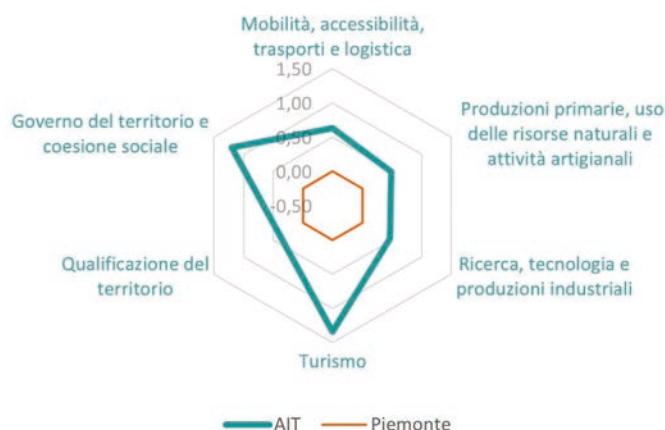 Mobilità, accessibilità,
trasporti e logistica
1,50
1,00
0,50
0,00
-0,50
Produzioni primarie, uso
delle risorse naturali e
attività artigianali
Ricerca, tecnologia e
produzioni industriali
Turismo
Qualificazione del
territorio
Governo del territorio e
coesione sociale
AIT
Piemonte